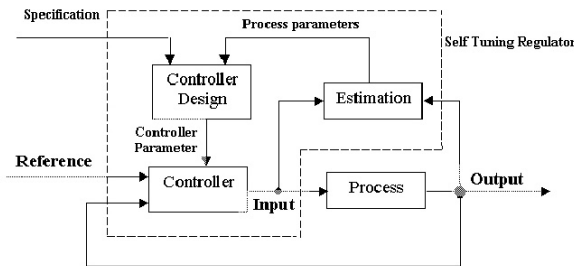 Specification
Process parameters
Self Tuning Regulator
Controller
Design
Estimation
Controller
Parameter
Reference
Controller
Input
Process
Output